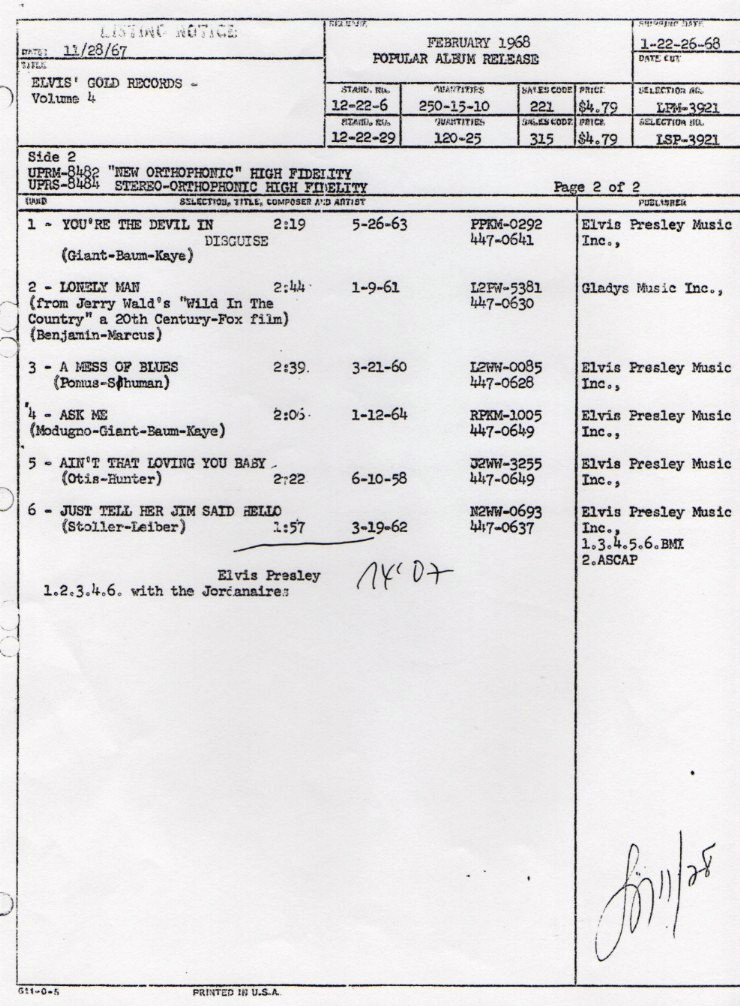 LISTING NOTICE
RELEASE
SHIPPING DATE
DATE: 11/28/67
FEBRUARY 1968
1-22-26-68
POPULAR ALBUM RELEASE
DATE CUT
TITLE
ELVIS' GOLD RECORDS -
Volume 4
STAND. NO. QUANTITIES SALES CODE PRICE SELECTION NO.
12-22-6 250-15-10 221 $4.79 LPM-3921
STAND. NO. QUANTITIES SALES CODE PRICE SELECTION NO.
12-22-29 120-25 315 $4.79 LSP-3921
Side 2
UPRM-8482 "NEW ORTHOPHONIC" HIGH FIDELITY
UPRS-8484 STEREO-ORTHOPHONIC HIGH FIDELITY Page 2 of 2
BAND SELECTION, TITLE, COMPOSER AND ARTIST PUBLISHER
1 - YOU'RE THE DEVIL IN 2:19 5-26-63 PPKM-0292 Elvis Presley Music
DISGUISE 447-0641 Inc.,
(Giant-Baum-Kaye)
2 - LONELY MAN 2:44 1-9-61 L2PW-5381 Gladys Music Inc.,
(from Jerry Wald's "Wild In The 447-0630
Country" a 20th Century-Fox film)
(Benjamin-Marcus)
3 - A MESS OF BLUES 2:39. 3-21-60 L2WW-0085 Elvis Presley Music
(Pomus-Schuman) 447-0628 Inc.,
4 - ASK ME 2:05 1-12-64 RPKM-1005 Elvis Presley Music
(Modugno-Giant-Baum-Kaye) 447-0649 Inc.,
5 - AIN'T THAT LOVING YOU BABY J2WW-3255 Elvis Presley Music
(Otis-Hunter) 2:22 6-10-58 447-0649 Inc.,
6 - JUST TELL HER JIM SAID HELLO N2WW-0693 Elvis Presley Music
(Stoller-Leiber) 1:57 3-19-62 447-0637 Inc.,
1.3.4.5.6.BMI
2.ASCAP
Elvis Presley 14'07
1.2.3.4.6. with the Jordanaires
11/28
G11-0-5 PRINTED IN U.S.A.